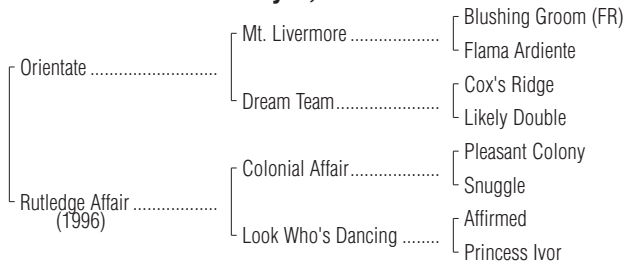 Blushing Groom (FR)
Mt. Livermore ....................
Flama Ardiente
Orientate .............................
Cox's Ridge
Dream Team.......................
Likely Double
Pleasant Colony
Colonial Affair....................
Snuggle
Rutledge Affair ...................
(1996)
Affirmed
Look Who's Dancing ........
Princess Ivor